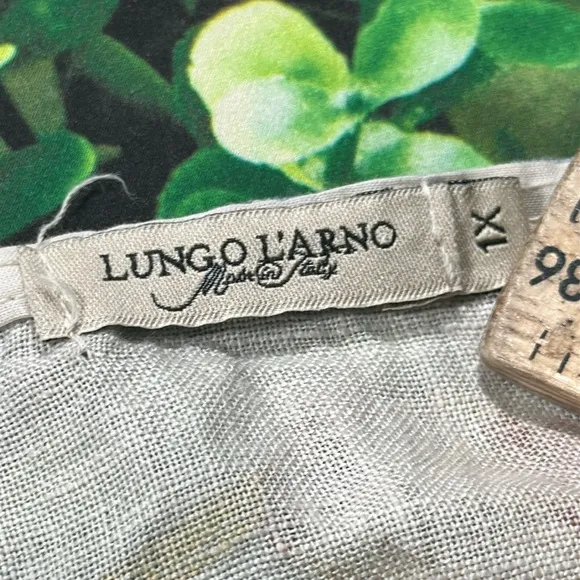 LUNGO L'ARNO
Made in Italy
1X
98